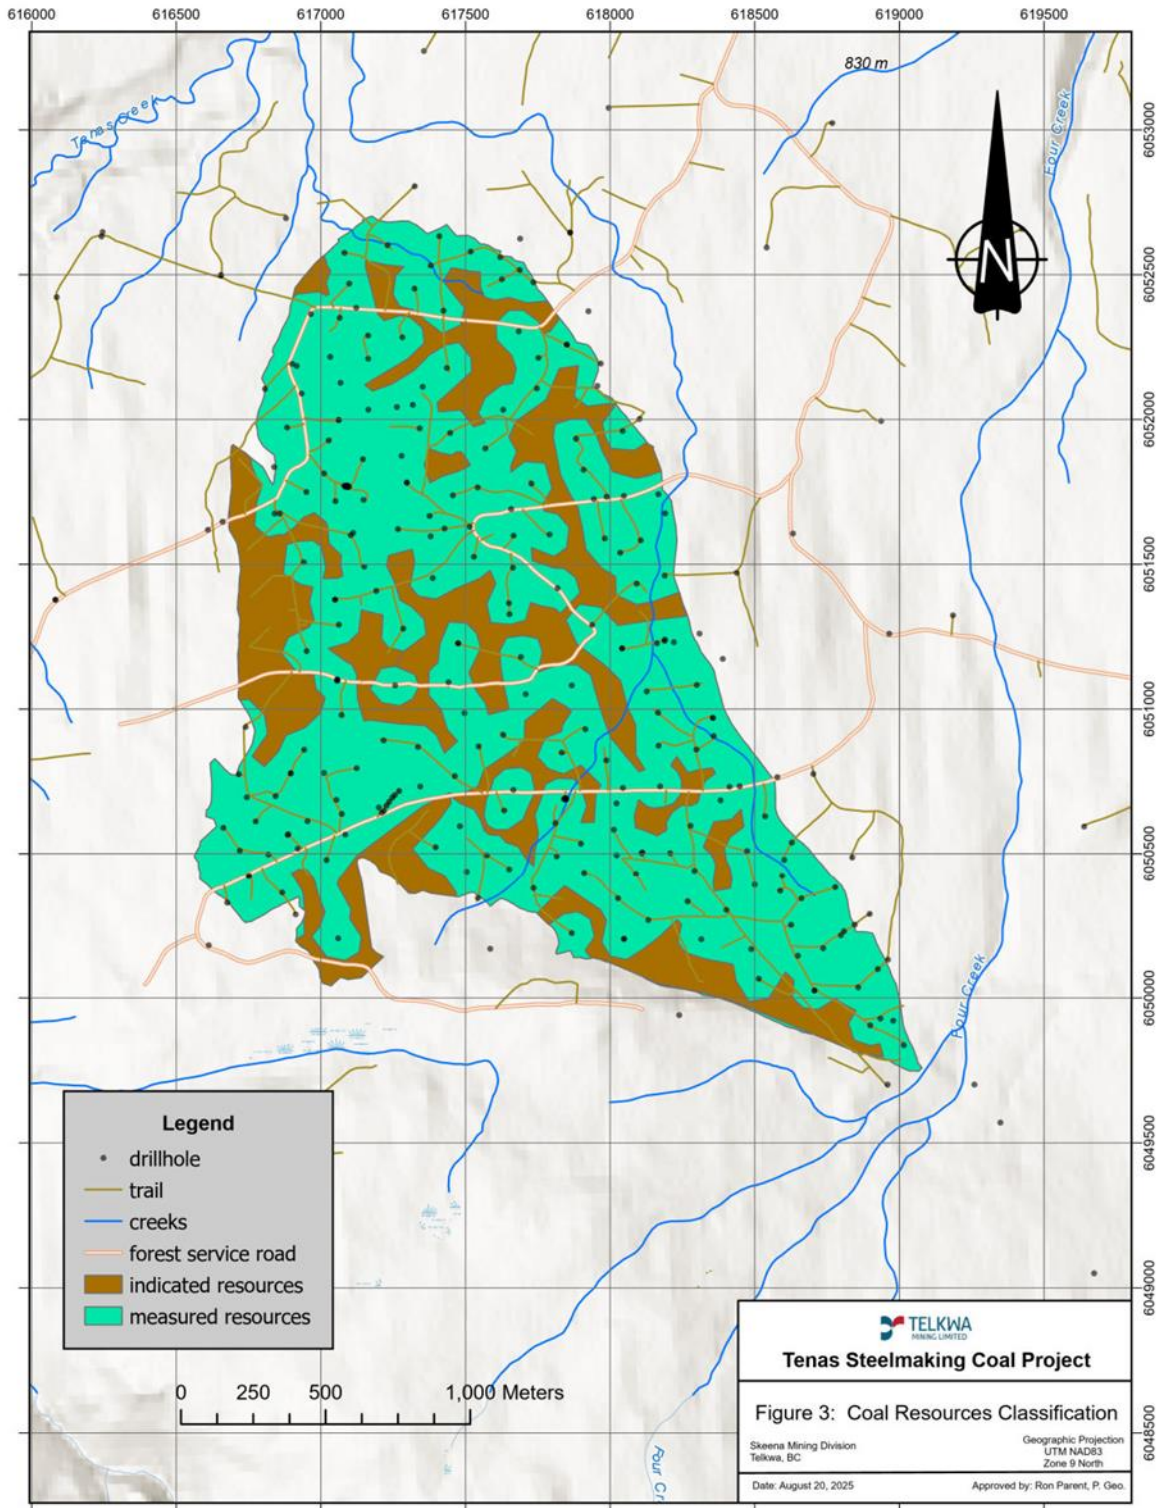 616000 616500 617000 617500 618000 618500 619000 619500
830 m
Tenas Creek
Four Creek
6053000
N
6052500
6052000
6051500
6051000
6050500
Four Creek
6050000
6049500
6049000
6048500
Legend
drillhole
trail
creeks
forest service road
indicated resources
measured resources
0 250 500 1,000 Meters
TELKWA
MINING LIMITED
Tenas Steelmaking Coal Project
Figure 3: Coal Resources Classification
Skeena Mining Division
Telkwa, BC
Geographic Projection
UTM NAD83
Zone 9 North
Date: August 20, 2025
Approved by: Ron Parent, P. Geo.
Four Cr